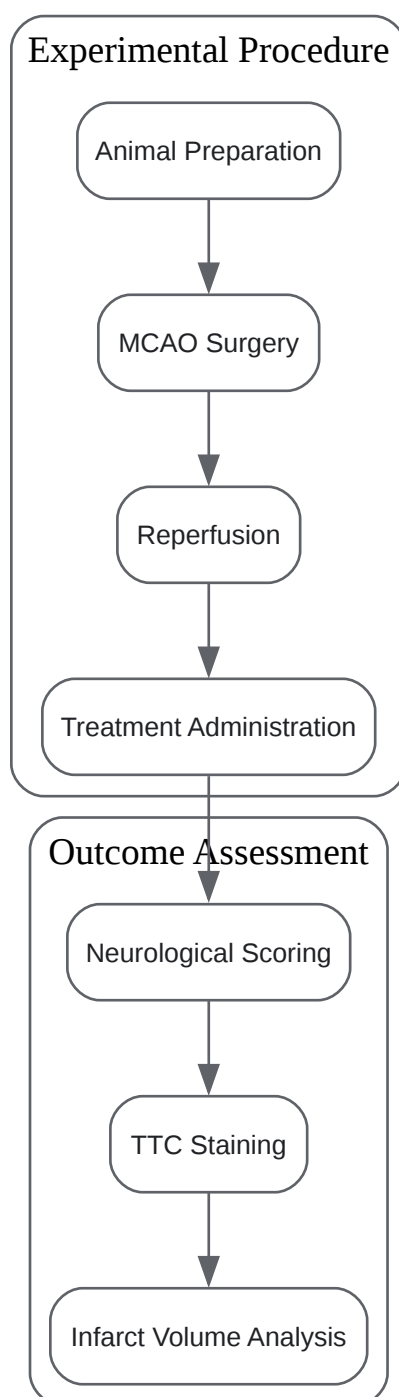 Experimental Procedure
Animal Preparation
MCAO Surgery
Reperfusion
Treatment Administration
Outcome Assessment
Neurological Scoring
TTC Staining
Infarct Volume Analysis